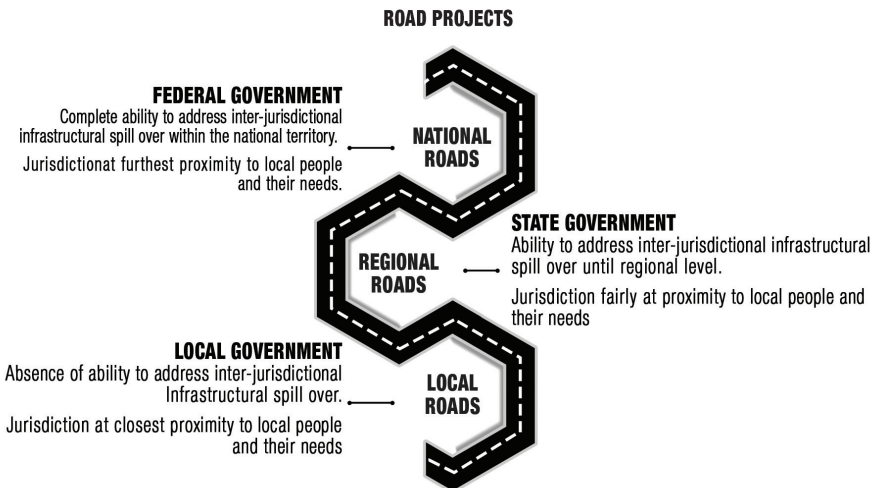 ROAD PROJECTS
FEDERAL GOVERNMENT
Complete ability to address inter-jurisdictional
infrastructural spill over within the national territory.
Jurisdictionat furthest proximity to local people
and their needs.
NATIONAL
ROADS
STATE GOVERNMENT
Ability to address inter-jurisdictional infrastructural
spill over until regional level.
Jurisdiction fairly at proximity to local people and
their needs
REGIONAL
ROADS
LOCAL GOVERNMENT
Absence of ability to address inter-jurisdictional
Infrastructural spill over.
Jurisdiction at closest proximity to local people
and their needs
LOCAL
ROADS